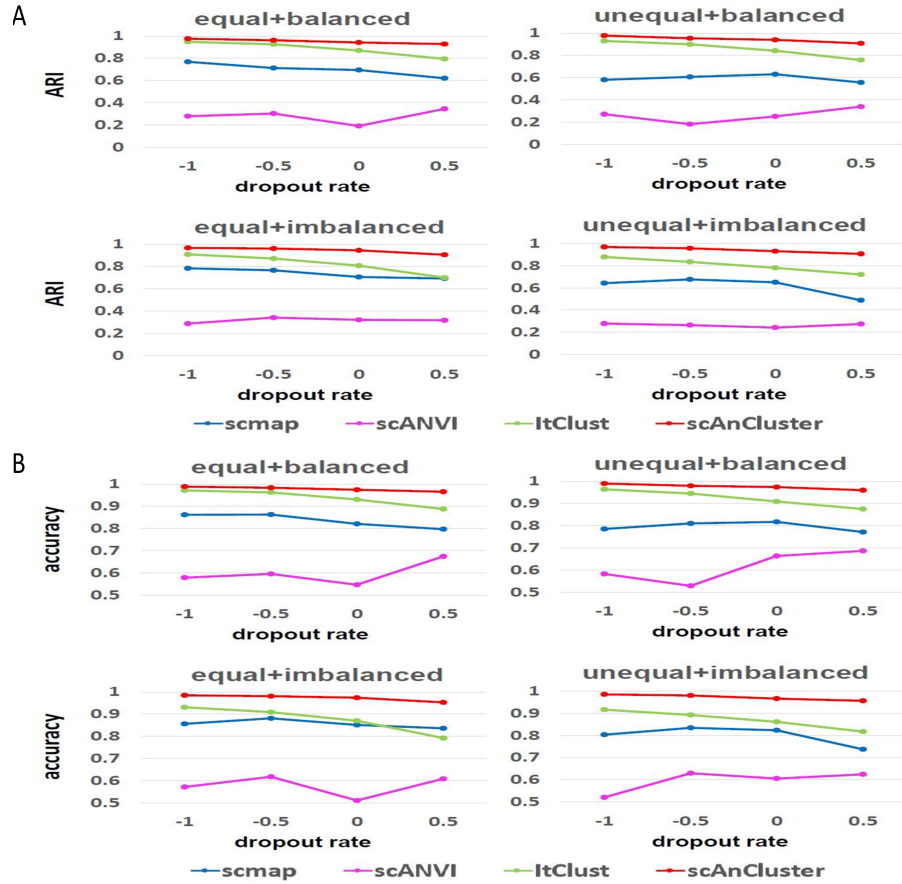 A
equal+balanced
unequal+balanced
ARI
1
0.8
0.6
0.4
0.2
0
-1 -0.5 0 0.5
dropout rate
1
0.8
0.6
0.4
0.2
0
-1 -0.5 0 0.5
dropout rate
equal+imbalanced
unequal+imbalanced
ARI
1
0.8
0.6
0.4
0.2
0
-1 -0.5 0 0.5
dropout rate
1
0.8
0.6
0.4
0.2
0
-1 -0.5 0 0.5
dropout rate
scmap scANVI ItClust scAnCluster
B
equal+balanced
unequal+balanced
accuracy
1
0.9
0.8
0.7
0.6
0.5
-1 -0.5 0 0.5
dropout rate
1
0.9
0.8
0.7
0.6
0.5
-1 -0.5 0 0.5
dropout rate
equal+imbalanced
unequal+imbalanced
accuracy
1
0.9
0.8
0.7
0.6
0.5
-1 -0.5 0 0.5
dropout rate
1
0.9
0.8
0.7
0.6
0.5
-1 -0.5 0 0.5
dropout rate
scmap scANVI ItClust scAnCluster